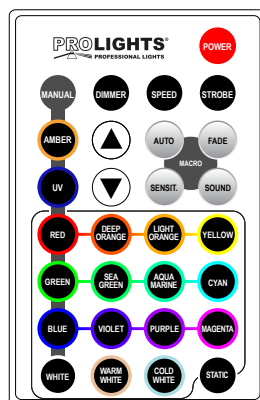 PROLIGHTS®
PROFESSIONAL LIGHTS
POWER
MANUAL DIMMER SPEED STROBE
AMBER AUTO FADE
MACRO
UV SENSIT. SOUND
RED DEEP
ORANGE LIGHT
ORANGE YELLOW
GREEN SEA
GREEN AQUA
MARINE CYAN
BLUE VIOLET PURPLE MAGENTA
WHITE WARM
WHITE COLD
WHITE STATIC